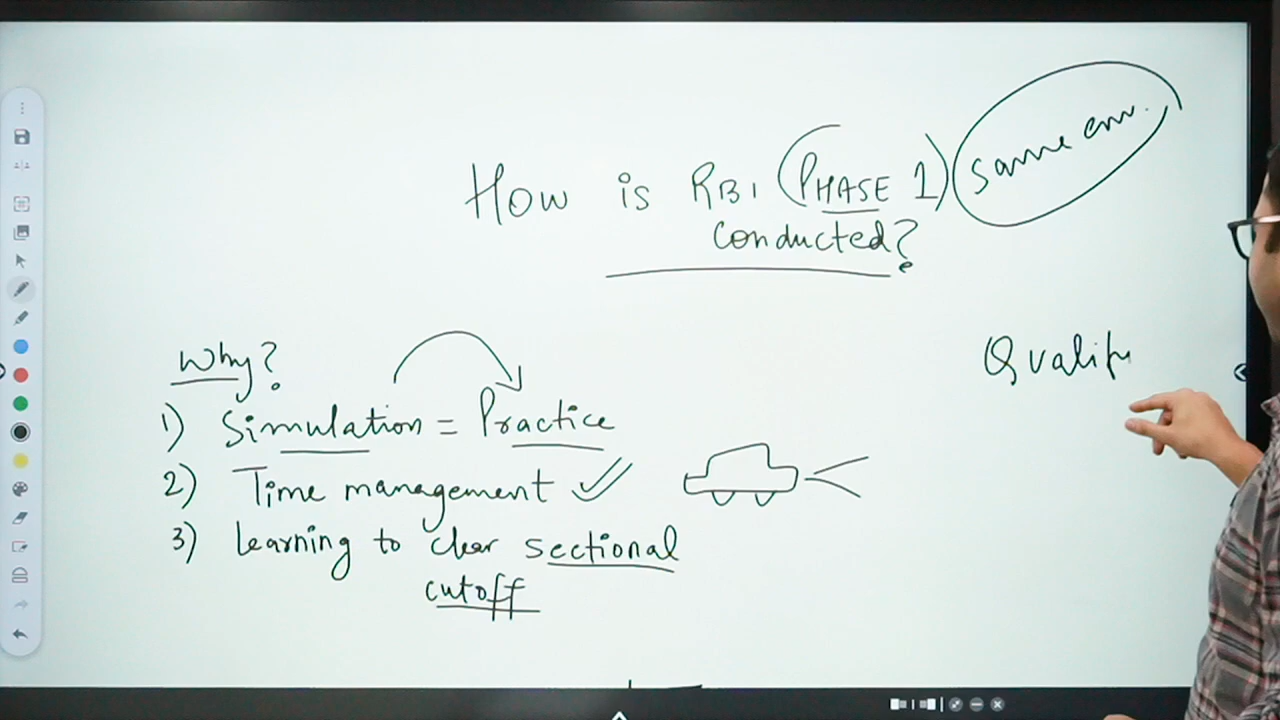 How is RBI (PHASE 1)
same env.
conducted?
Why?
1) Simulation = Practice
2) Time management
3) Learning to clear sectional
cutoff
Qualify